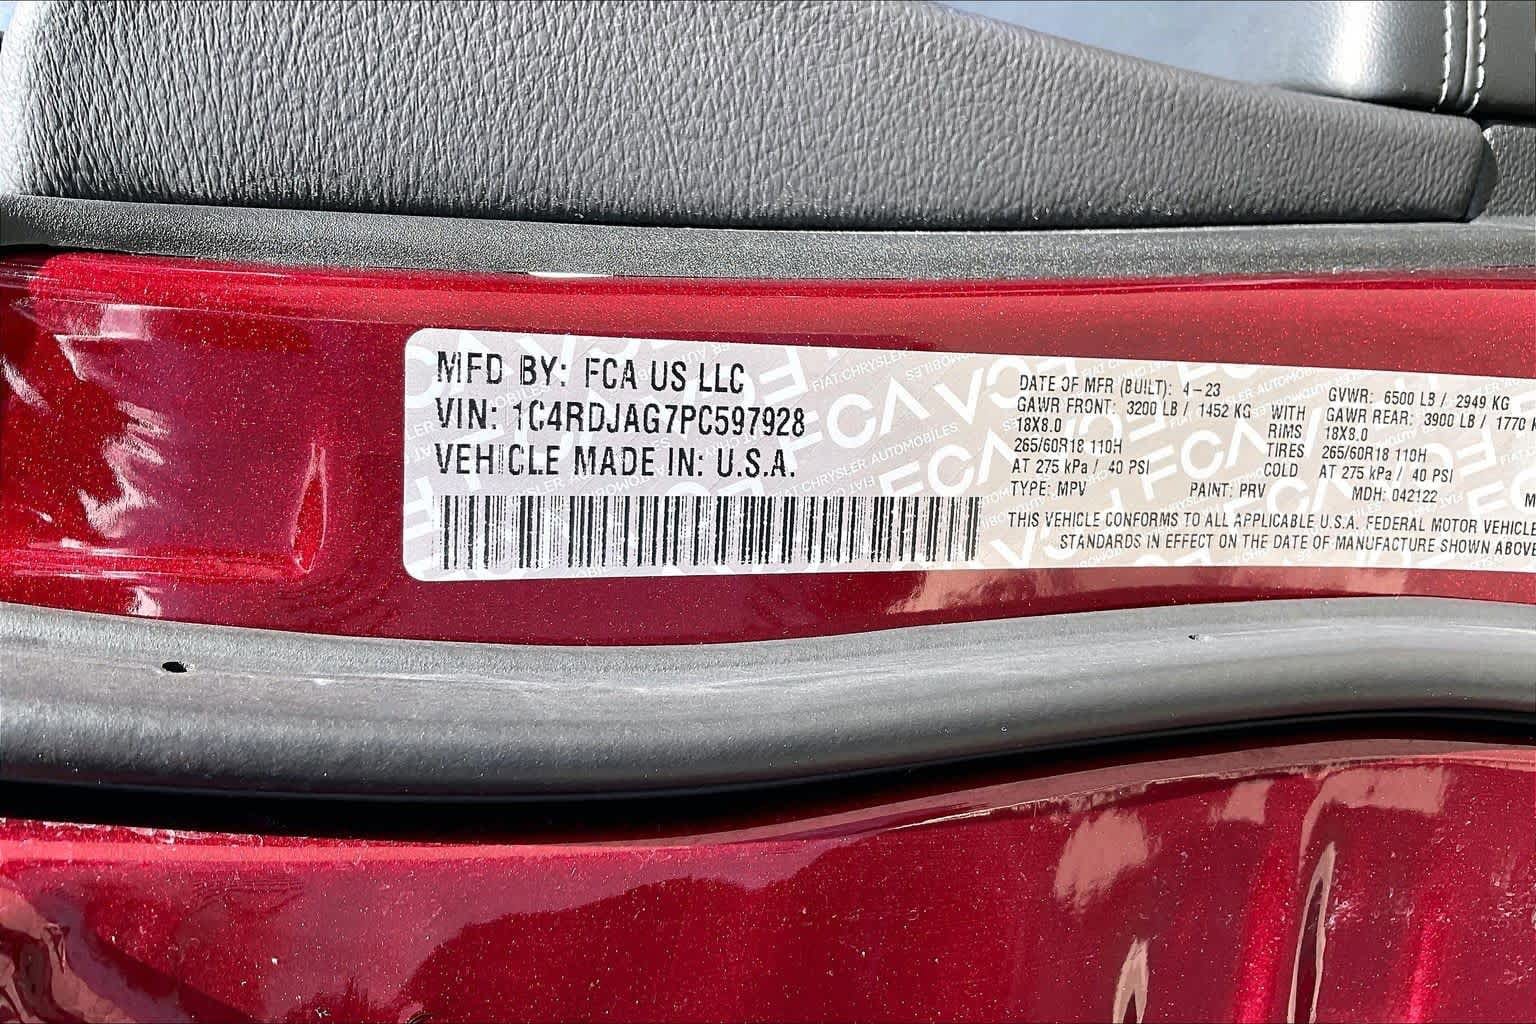 MFD BY: FCA US LLC
VIN: 1C4RDJAG7PC597928
VEHICLE MADE IN: U.S.A.
DATE OF MFR (BUILT): 4-23
GVWR: 6500 LB / 2949 KG
GAWR FRONT: 3200 LB / 1452 KG WITH GAWR REAR: 3900 LB / 1770 K
18X8.0 RIMS 18X8.0
265/60R18 110H TIRES 265/60R18 110H
AT 275 kPa / 40 PSI COLD AT 275 kPa / 40 PSI
TYPE: MPV PAINT: PRV MDH: 042122 M
THIS VEHICLE CONFORMS TO ALL APPLICABLE U.S.A. FEDERAL MOTOR VEHICLE
STANDARDS IN EFFECT ON THE DATE OF MANUFACTURE SHOWN ABOVE
FCA
FIAT CHRYSLER AUTOMOBILES